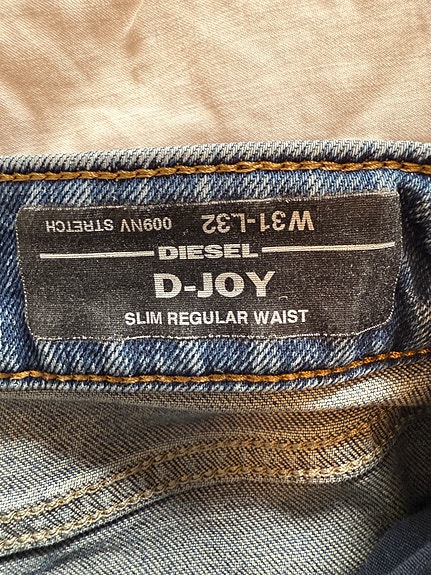 W31-L32 009NV STRETCH
DIESEL
D-JOY
SLIM REGULAR WAIST